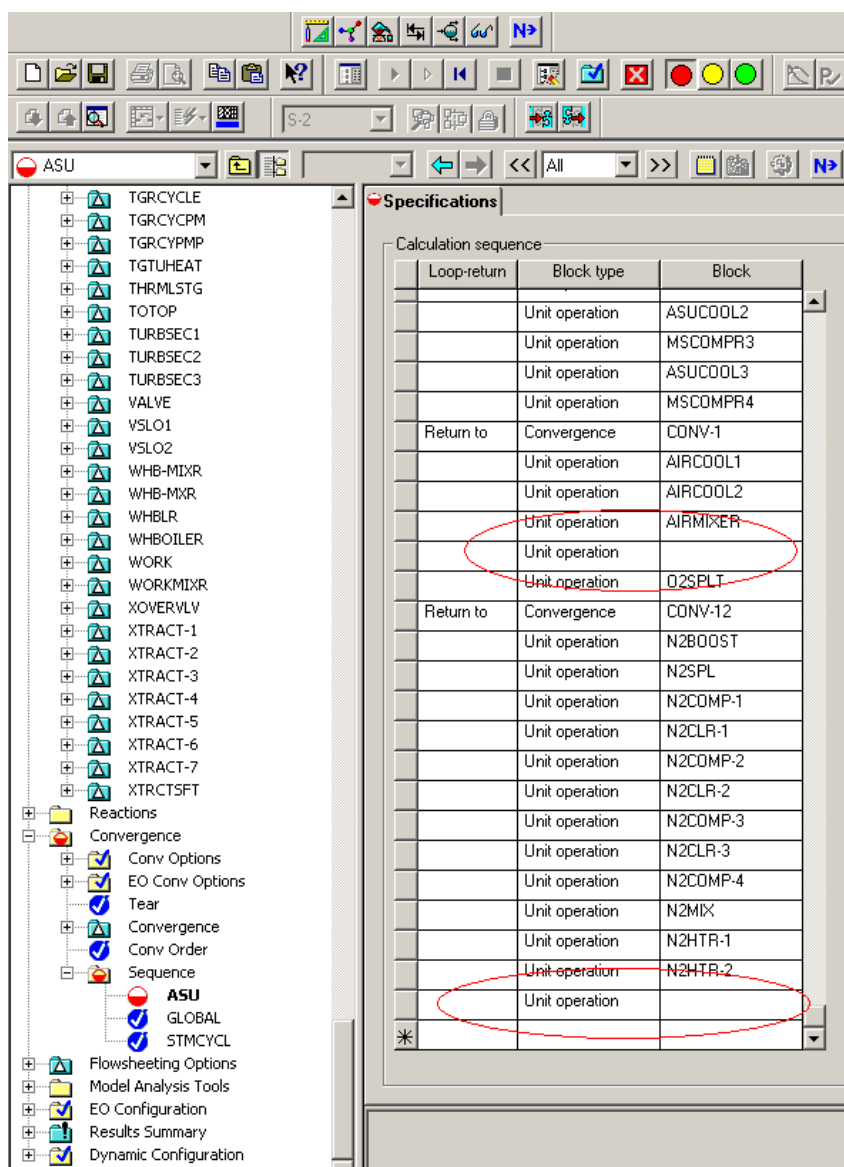 N
S-2
ASU
<< All >>
N
TGRCYCLE
TGRCYCPM
TGRCYPMP
TGTUHEAT
THRMLSTG
TOTOP
TURBSEC1
TURBSEC2
TURBSEC3
VALVE
VSLO1
VSLO2
WHB-MIXR
WHB-MXR
WHBLR
WHBOILER
WORK
WORKMIXR
XOVERVLV
XTRACT-1
XTRACT-2
XTRACT-3
XTRACT-4
XTRACT-5
XTRACT-6
XTRACT-7
XTRCTSFT
Reactions
Convergence
Conv Options
EO Conv Options
Tear
Convergence
Conv Order
Sequence
ASU
GLOBAL
STMCYCL
Flowsheeting Options
Model Analysis Tools
EO Configuration
Results Summary
Dynamic Configuration
Specifications
Calculation sequence
Loop-return Block type Block
Unit operation ASUCOOL2
Unit operation MSCOMPR3
Unit operation ASUCOOL3
Unit operation MSCOMPR4
Return to Convergence CONV-1
Unit operation AIRCOOL1
Unit operation AIRCOOL2
Unit operation AIRMIXER
Unit operation
Unit operation O2SPLT
Return to Convergence CONV-12
Unit operation N2BOOST
Unit operation N2SPL
Unit operation N2COMP-1
Unit operation N2CLR-1
Unit operation N2COMP-2
Unit operation N2CLR-2
Unit operation N2COMP-3
Unit operation N2CLR-3
Unit operation N2COMP-4
Unit operation N2MIX
Unit operation N2HTR-1
Unit operation N2HTR-2
Unit operation